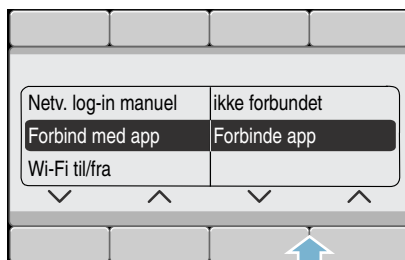 Netv. log-in manuel ikke forbundet
Forbind med app Forbinde app
Wi-Fi til/fra